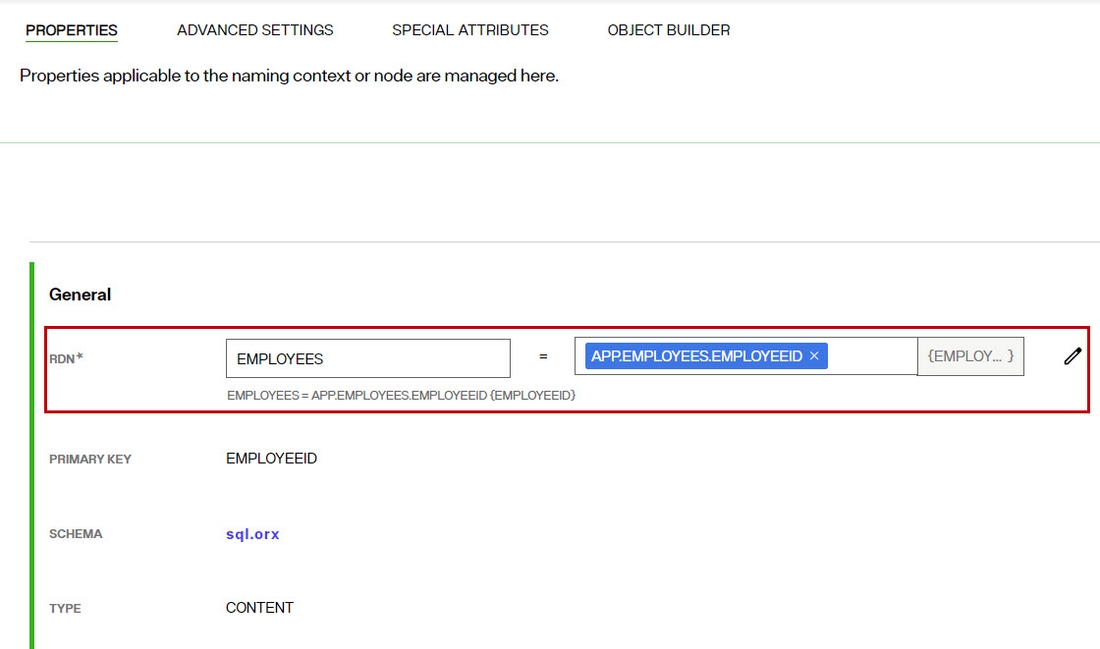 PROPERTIES ADVANCED SETTINGS SPECIAL ATTRIBUTES OBJECT BUILDER
Properties applicable to the naming context or node are managed here.
General
RDN* EMPLOYEES = APP.EMPLOYEES.EMPLOYEEID × {EMPLOY... }
EMPLOYEES = APP.EMPLOYEES.EMPLOYEEID {EMPLOYEEID}
PRIMARY KEY EMPLOYEEID
SCHEMA sql.orx
TYPE CONTENT